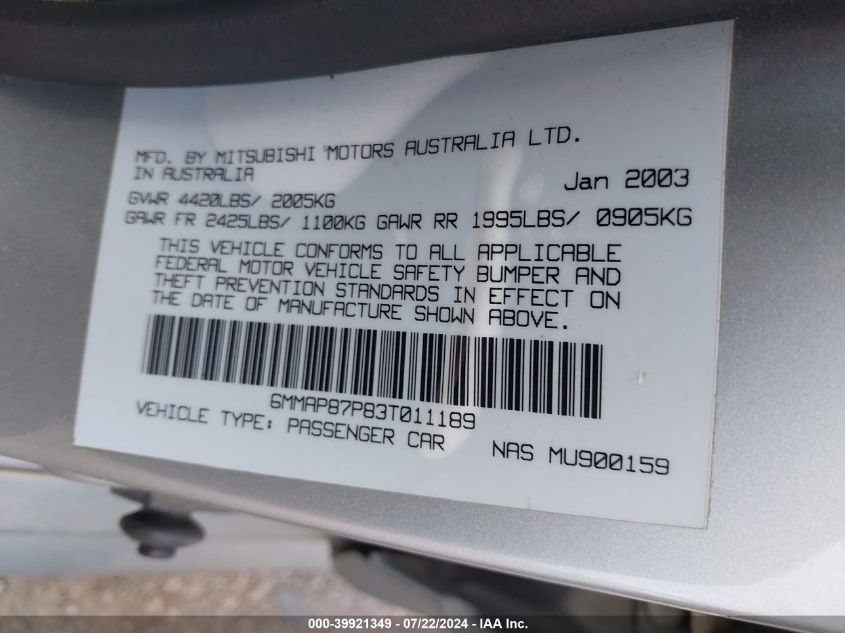 MFD. BY MITSUBISHI MOTORS AUSTRALIA LTD.
IN AUSTRALIA
Jan 2003
GVWR 4420LBS/ 2005KG
GAWR FR 2425LBS/ 1100KG GAWR RR 1995LBS/ 0905KG
THIS VEHICLE CONFORMS TO ALL APPLICABLE
FEDERAL MOTOR VEHICLE SAFETY BUMPER AND
THEFT PREVENTION STANDARDS IN EFFECT ON
THE DATE OF MANUFACTURE SHOWN ABOVE.
6MMAP87P83T011189
VEHICLE TYPE: PASSENGER CAR
NAS MU900159
000-39921349 - 07/22/2024 - IAA Inc.